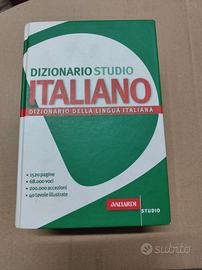 DIZIONARIO STUDIO
ITALIANO
DIZIONARIO DELLA LINGUA ITALIANA
• 1520 pagine
• 68.000 voci
• 200.000 accezioni
• 40 tavole illustrate
A.VALLARDI
STUDIO
subito